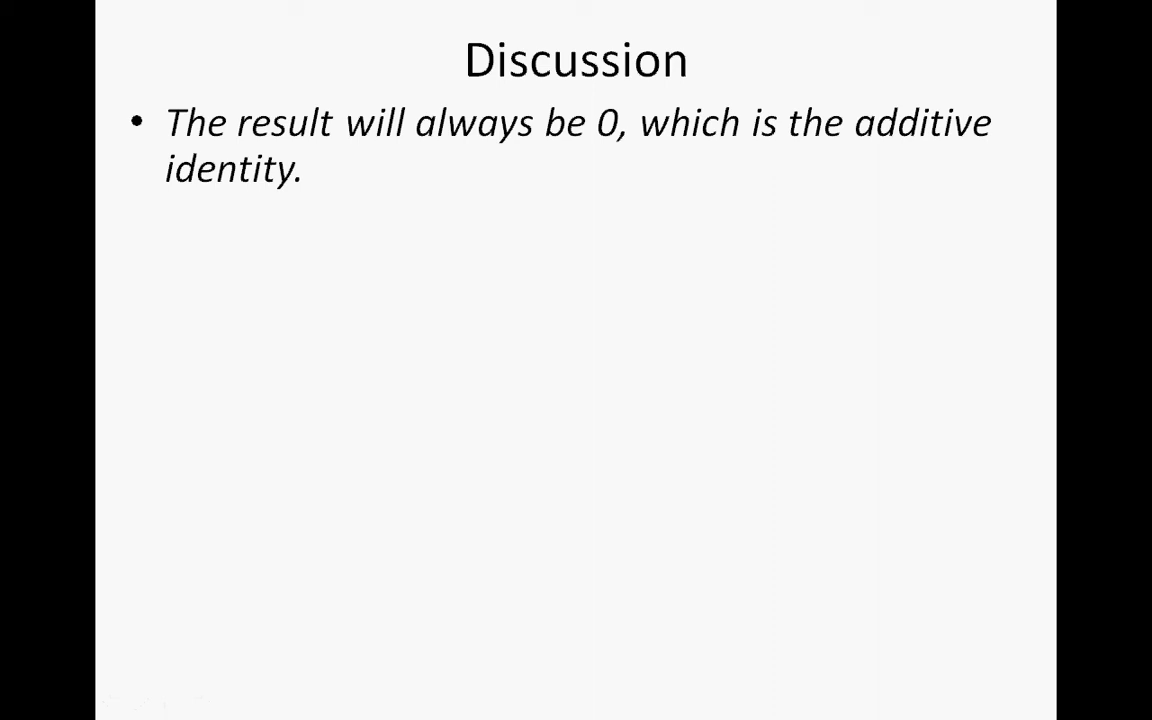 Discussion
• The result will always be 0, which is the additive
identity.